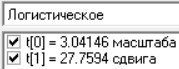 Логистическое
t[0] = 3.04146 масштаба
t[1] = 27.7594 сдвига